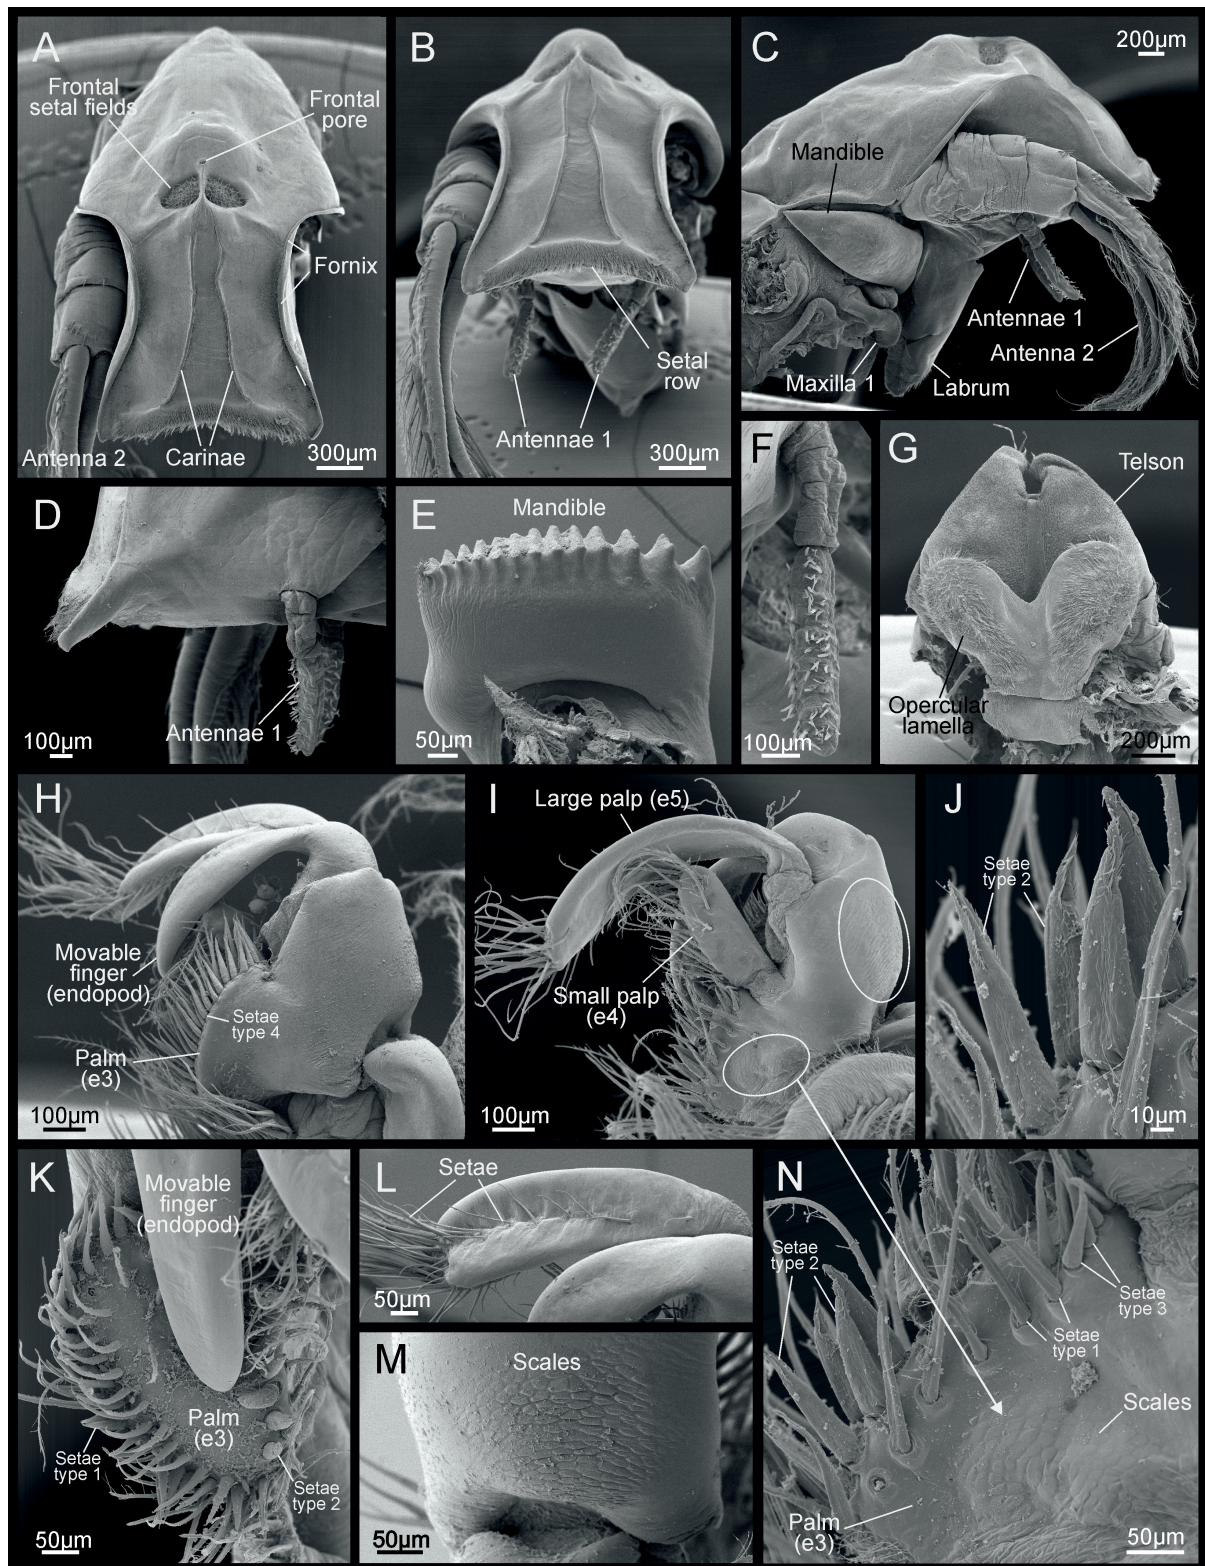 A
Frontal
setal fields
Frontal
pore
Fornix
Antenna 2
Carinae
300µm
B
Setal
row
Antennae 1
300µm
C
200µm
Mandible
Antennae 1
Antenna 2
Maxilla 1
Labrum
D
Antennae 1
100µm
E
Mandible
50µm
F
100µm
G
Telson
Opercular
lamella
200µm
H
Movable
finger
(endopod)
Setae
type 4
Palm
(e3)
100µm
I
Large palp (e5)
Small palp
(e4)
100µm
J
Setae
type 2
10µm
K
Movable
finger
(endopod)
Palm
(e3)
Setae
type 1
Setae
type 2
50µm
L
Setae
50µm
M
Scales
50µm
N
Setae
type 2
Setae
type 3
Setae
type 1
Scales
Palm
(e3)
50µm